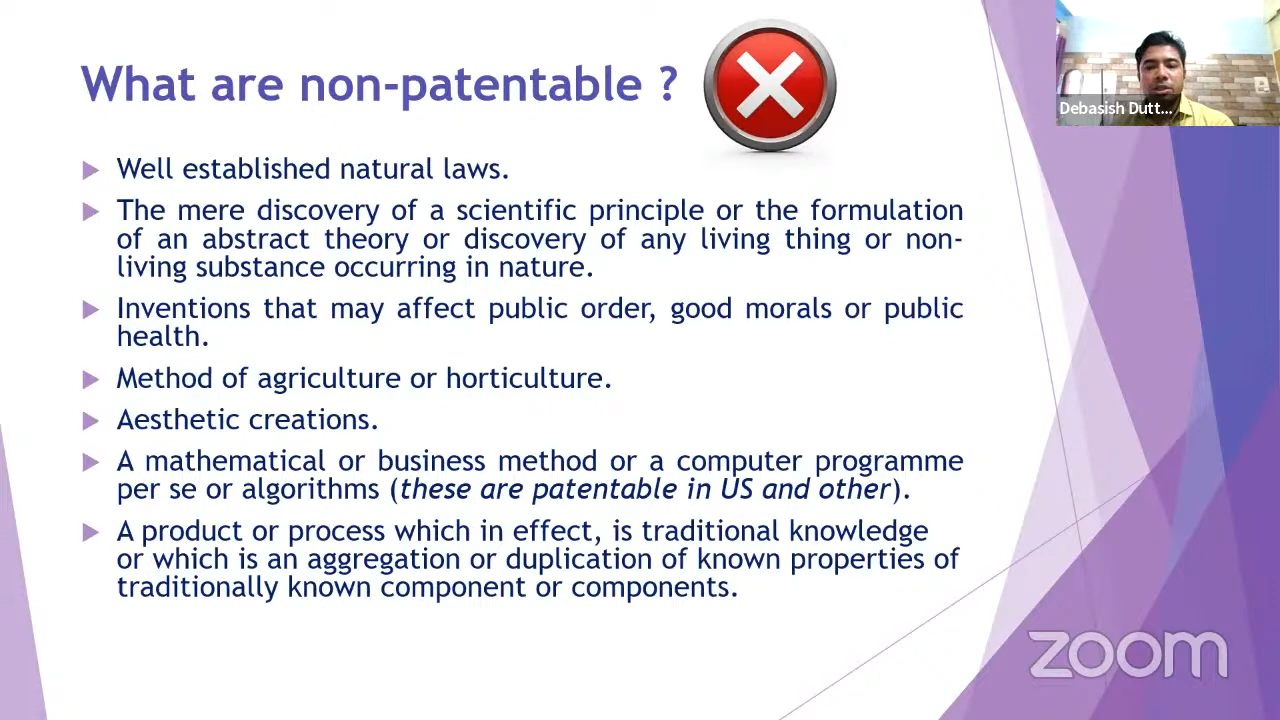 What are non-patentable ?
Debasish Dutt...
Well established natural laws.
The mere discovery of a scientific principle or the formulation
of an abstract theory or discovery of any living thing or non-
living substance occurring in nature.
Inventions that may affect public order, good morals or public
health.
Method of agriculture or horticulture.
Aesthetic creations.
A mathematical or business method or a computer programme
per se or algorithms (these are patentable in US and other).
A product or process which in effect, is traditional knowledge
or which is an aggregation or duplication of known properties of
traditionally known component or components.
zoom